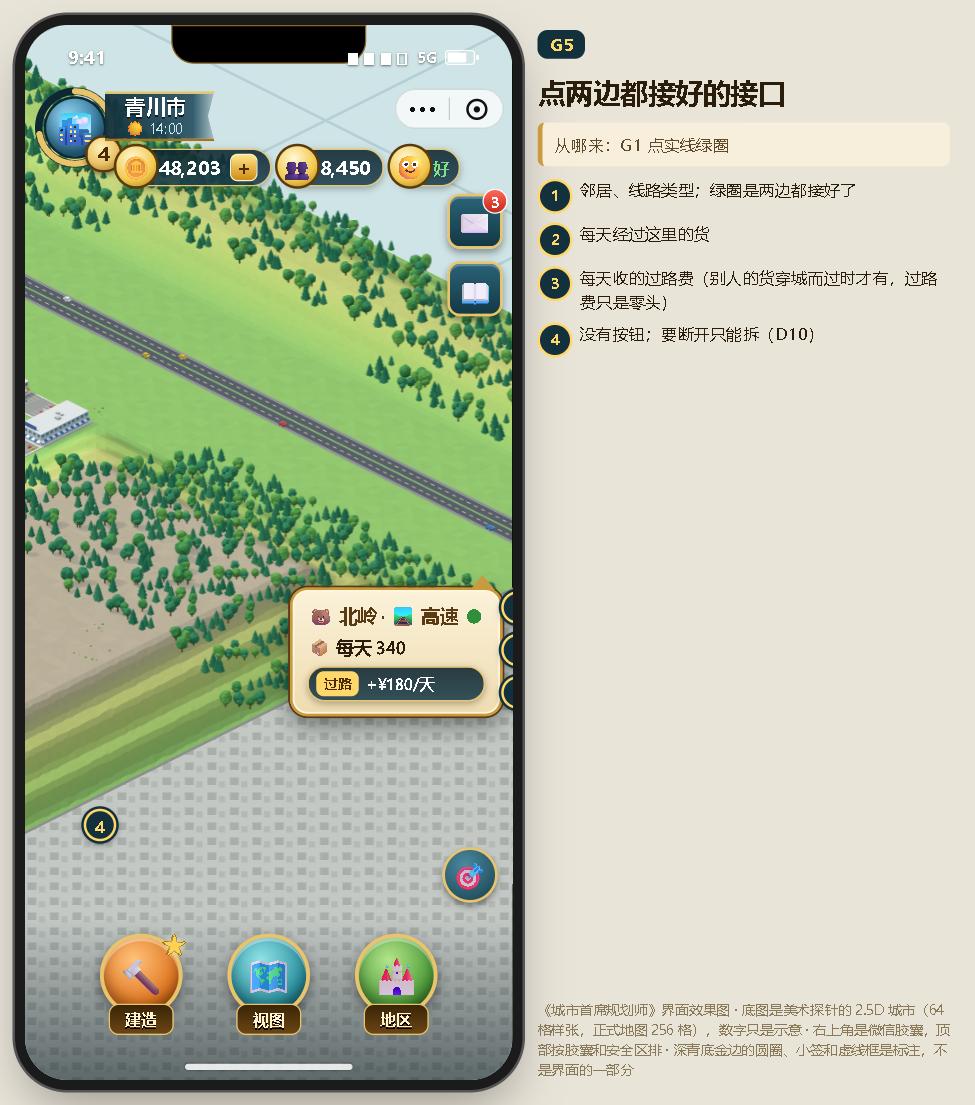 9:41
5G
青川市
14:00
4
48,203
+
8,450
好
3
北岭·高速
每天 340
过路 +¥180/天
4
建造
视图
地区
G5
点两边都接好的接口
从哪来：G1 点实线绿圈
1 邻居、线路类型；绿圈是两边都接好了
2 每天经过这里的货
3 每天收的过路费（别人的货穿城而过时才有，过路
费只是零头）
4 没有按钮；要断开只能拆（D10）
《城市首席规划师》界面效果图 · 底图是美术探针的 2.5D 城市（64
格样张，正式地图 256 格），数字只是示意 · 右上角是微信胶囊，顶
部按胶囊和安全区排 · 深青底金边的圆圈、小签和虚线框是标注，不
是界面的一部分